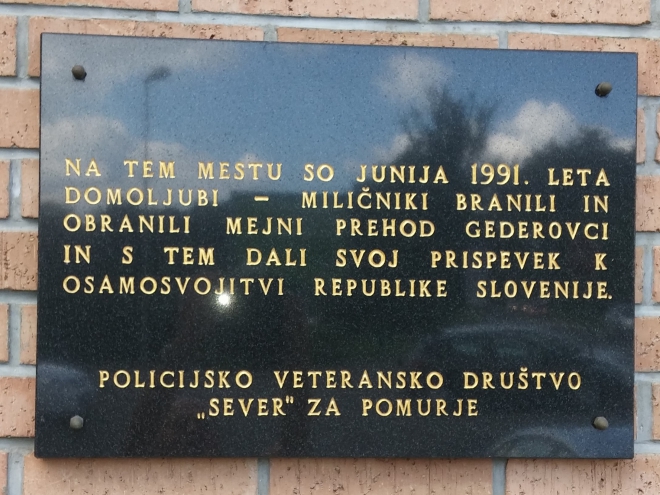 NA TEM MESTU SO JUNIJA 1991. LETA
DOMOLJUBI – MILIČNIKI BRANILI IN
OBRANILI MEJNI PREHOD GEDEROVCI
IN S TEM DALI SVOJ PRISPEVEK K
OSAMOSVOJITVI REPUBLIKE SLOVENIJE.
POLICIJSKO VETERANSKO DRUŠTVO
„SEVER" ZA POMURJE